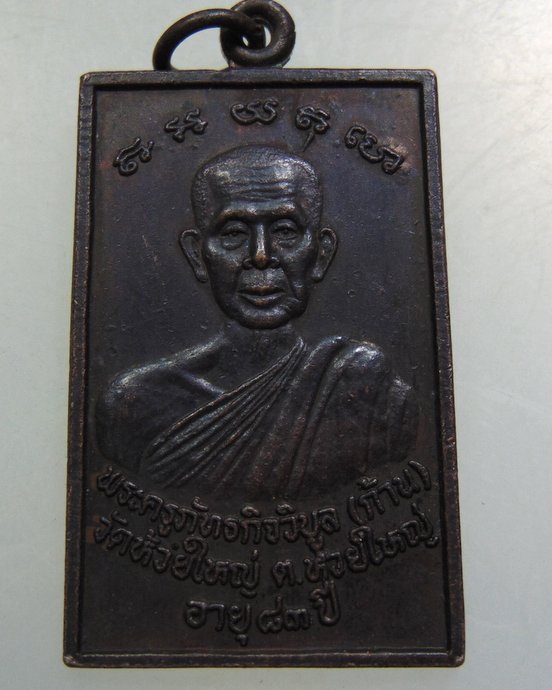 พระครูภัทรกิจวิบูล (ก้าน)
วัดห้วยใหญ่ ต.ห้วยใหญ่
อายุ ๘๓ ปี